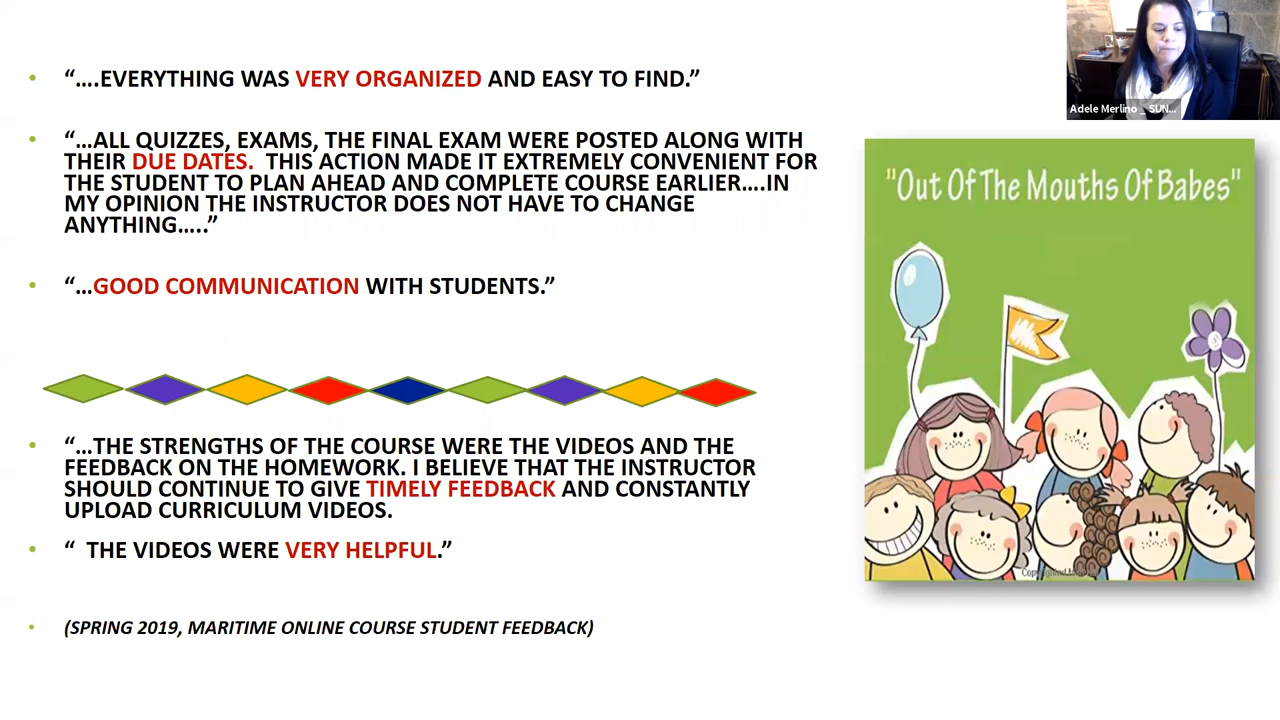 Adele Merlino _ SUN...
• “....EVERYTHING WAS VERY ORGANIZED AND EASY TO FIND.”
• “...ALL QUIZZES, EXAMS, THE FINAL EXAM WERE POSTED ALONG WITH
THEIR DUE DATES. THIS ACTION MADE IT EXTREMELY CONVENIENT FOR
THE STUDENT TO PLAN AHEAD AND COMPLETE COURSE EARLIER....IN
MY OPINION THE INSTRUCTOR DOES NOT HAVE TO CHANGE
ANYTHING.....”
• “...GOOD COMMUNICATION WITH STUDENTS.”
• “...THE STRENGTHS OF THE COURSE WERE THE VIDEOS AND THE
FEEDBACK ON THE HOMEWORK. I BELIEVE THAT THE INSTRUCTOR
SHOULD CONTINUE TO GIVE TIMELY FEEDBACK AND CONSTANTLY
UPLOAD CURRICULUM VIDEOS.
• “ THE VIDEOS WERE VERY HELPFUL.”
• (SPRING 2019, MARITIME ONLINE COURSE STUDENT FEEDBACK)
"Out Of The Mouths Of Babes"